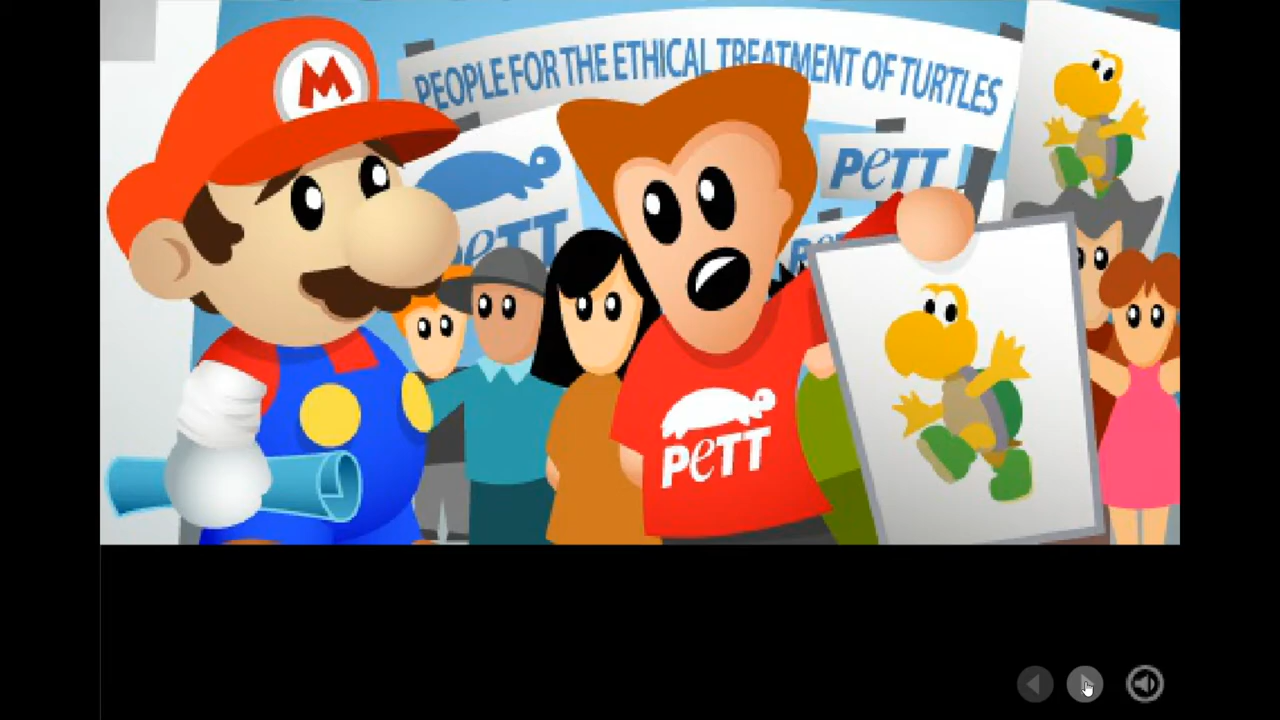 M
PEOPLE FOR THE ETHICAL TREATMENT OF TURTLES
PeTT
PeTT
PeTT